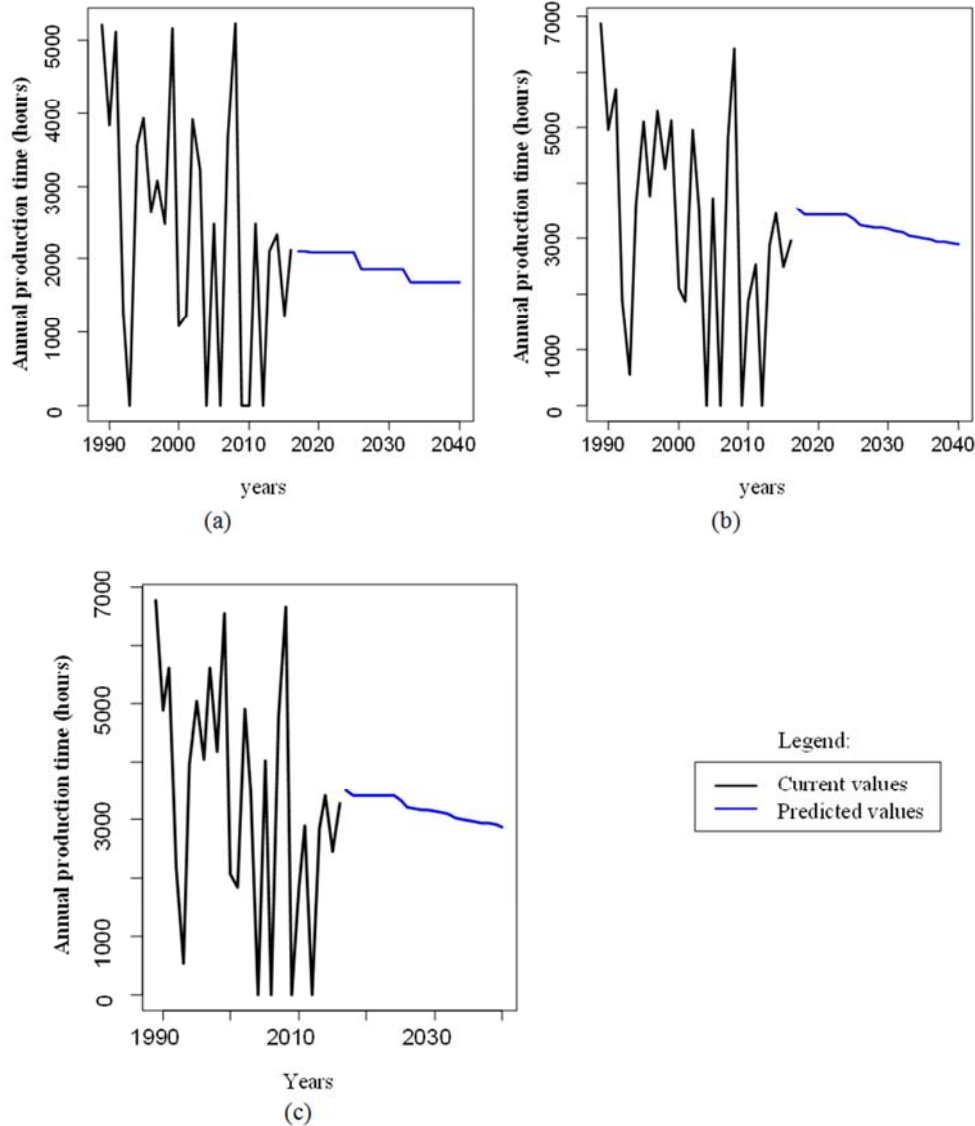 Annual production time (hours)
5000
4000
3000
2000
1000
0
1990 2000 2010 2020 2030 2040
years
(a)
Annual production time (hours)
7000
5000
3000
1000
0
1990 2000 2010 2020 2030 2040
years
(b)
Annual production time (hours)
7000
5000
3000
1000
0
1990 2010 2030
Years
(c)
Legend:
Current values
Predicted values